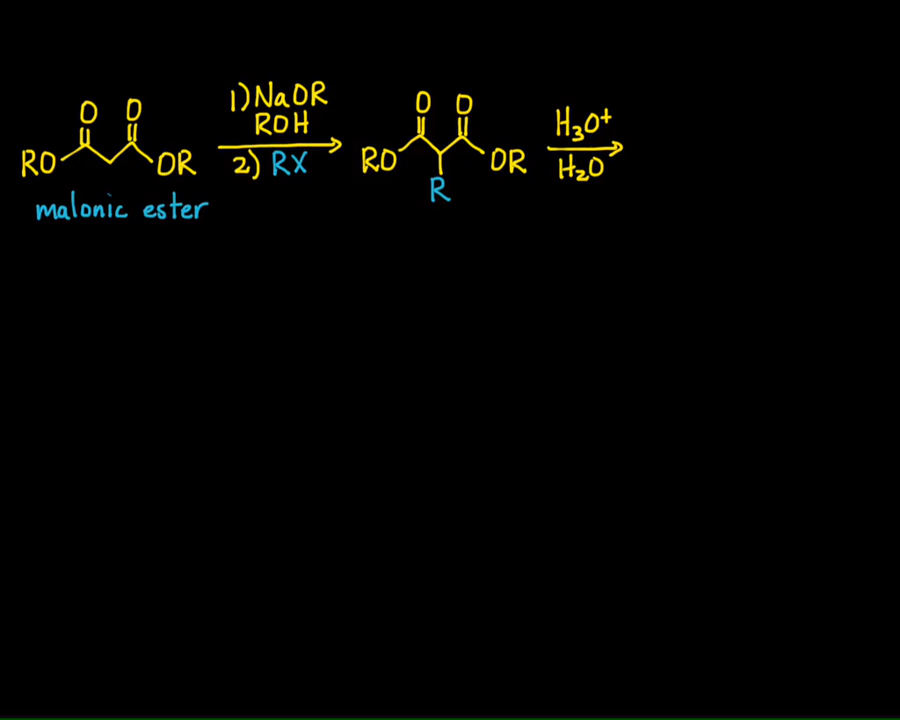 O O
RO OR
malonic ester
1) NaOR
ROH
2) RX
O O
RO OR
R
H₃O+
H₂O